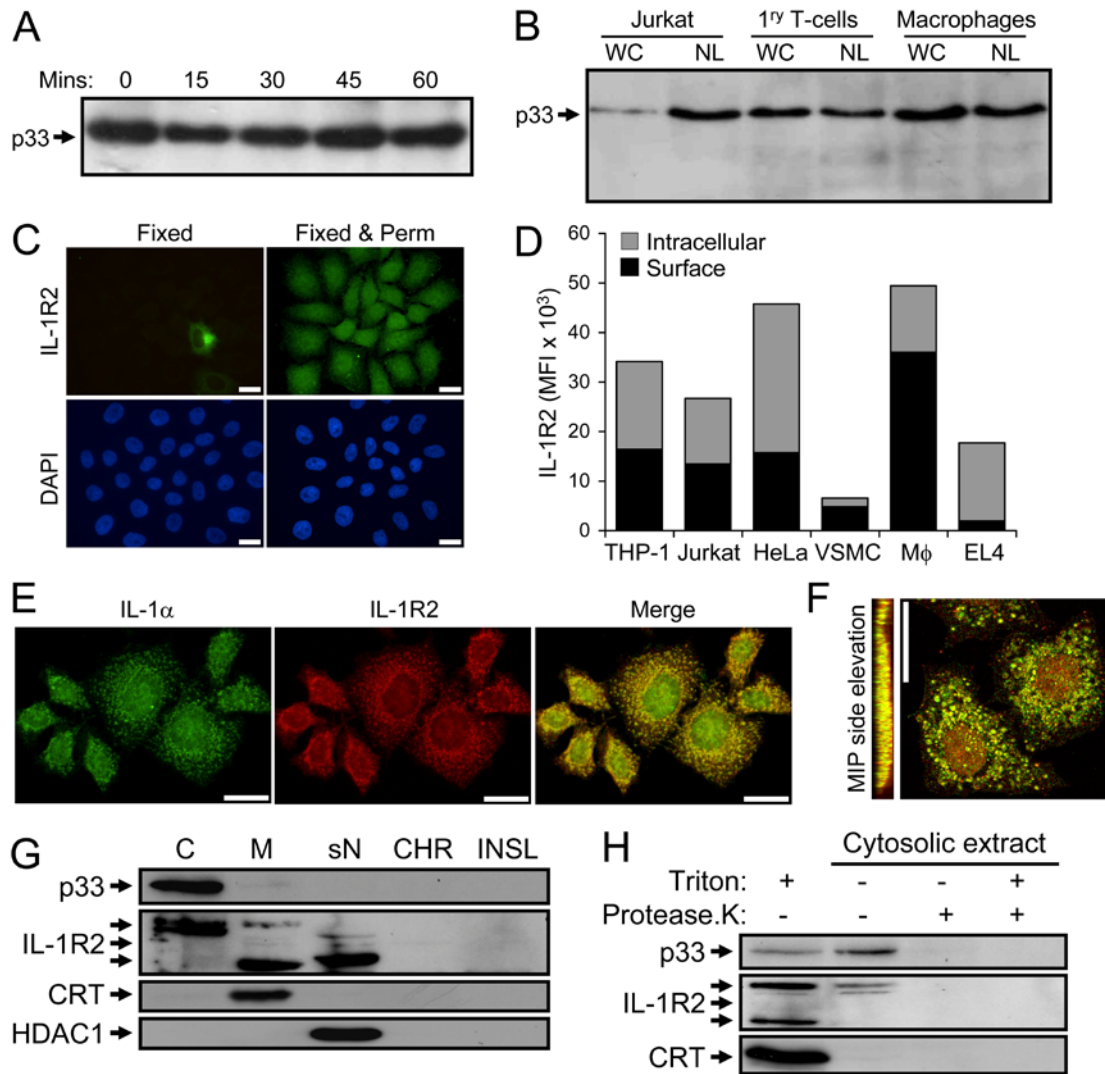 A
Mins: 0 15 30 45 60
p33
B
Jurkat 1ry T-cells Macrophages
WC NL WC NL WC NL
p33
C
Fixed Fixed & Perm
IL-1R2
DAPI
D
60
50
40
30
20
10
0
IL-1R2 (MFI x 10³)
Intracellular
Surface
THP-1 Jurkat HeLa VSMC Mϕ EL4
E
IL-1α IL-1R2 Merge
F
MIP side elevation
G
C M sN CHR INSL
p33
IL-1R2
CRT
HDAC1
H
Cytosolic extract
Triton: + - - +
Protease.K: - - + +
p33
IL-1R2
CRT